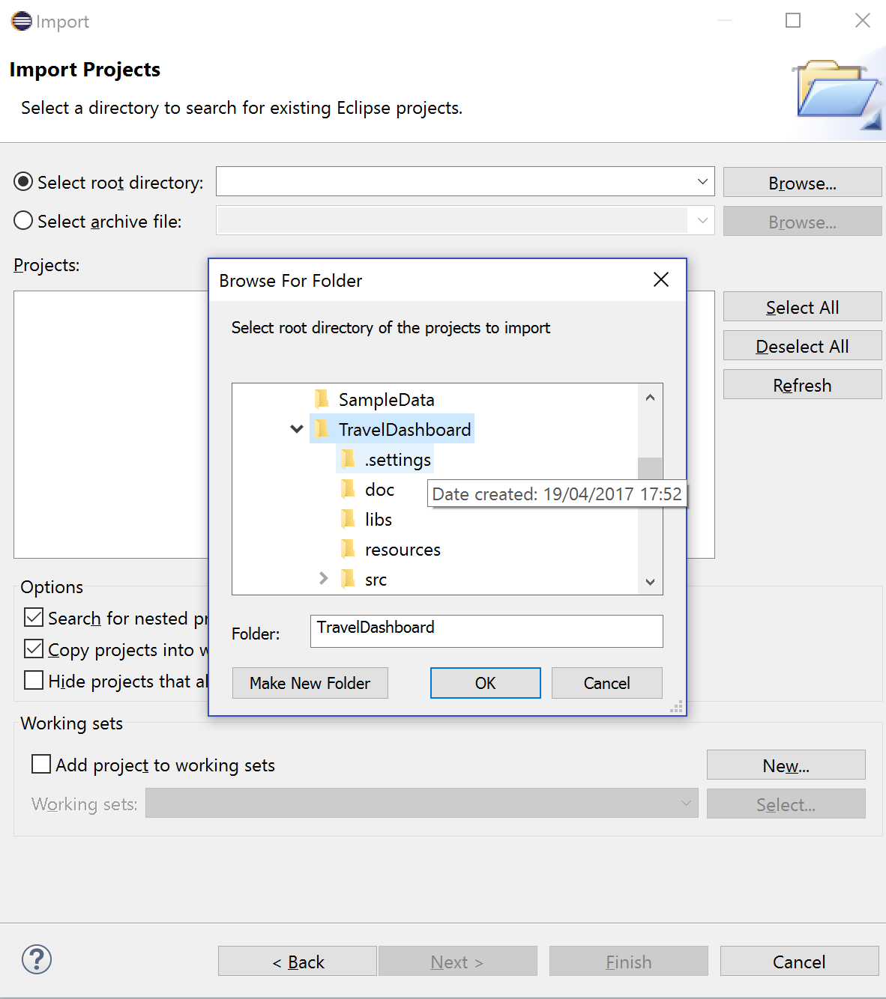 Import
Import Projects
Select a directory to search for existing Eclipse projects.
Select root directory:
Browse...
Select archive file:
Browse...
Projects:
Select All
Deselect All
Refresh
Browse For Folder
Select root directory of the projects to import
SampleData
TravelDashboard
.settings
doc
Date created: 19/04/2017 17:52
libs
resources
src
Folder: TravelDashboard
Make New Folder
OK
Cancel
Options
Search for nested
Copy projects into
Hide projects that
Working sets
Add project to working sets
New...
Working sets:
Select...
?
< Back
Next >
Finish
Cancel